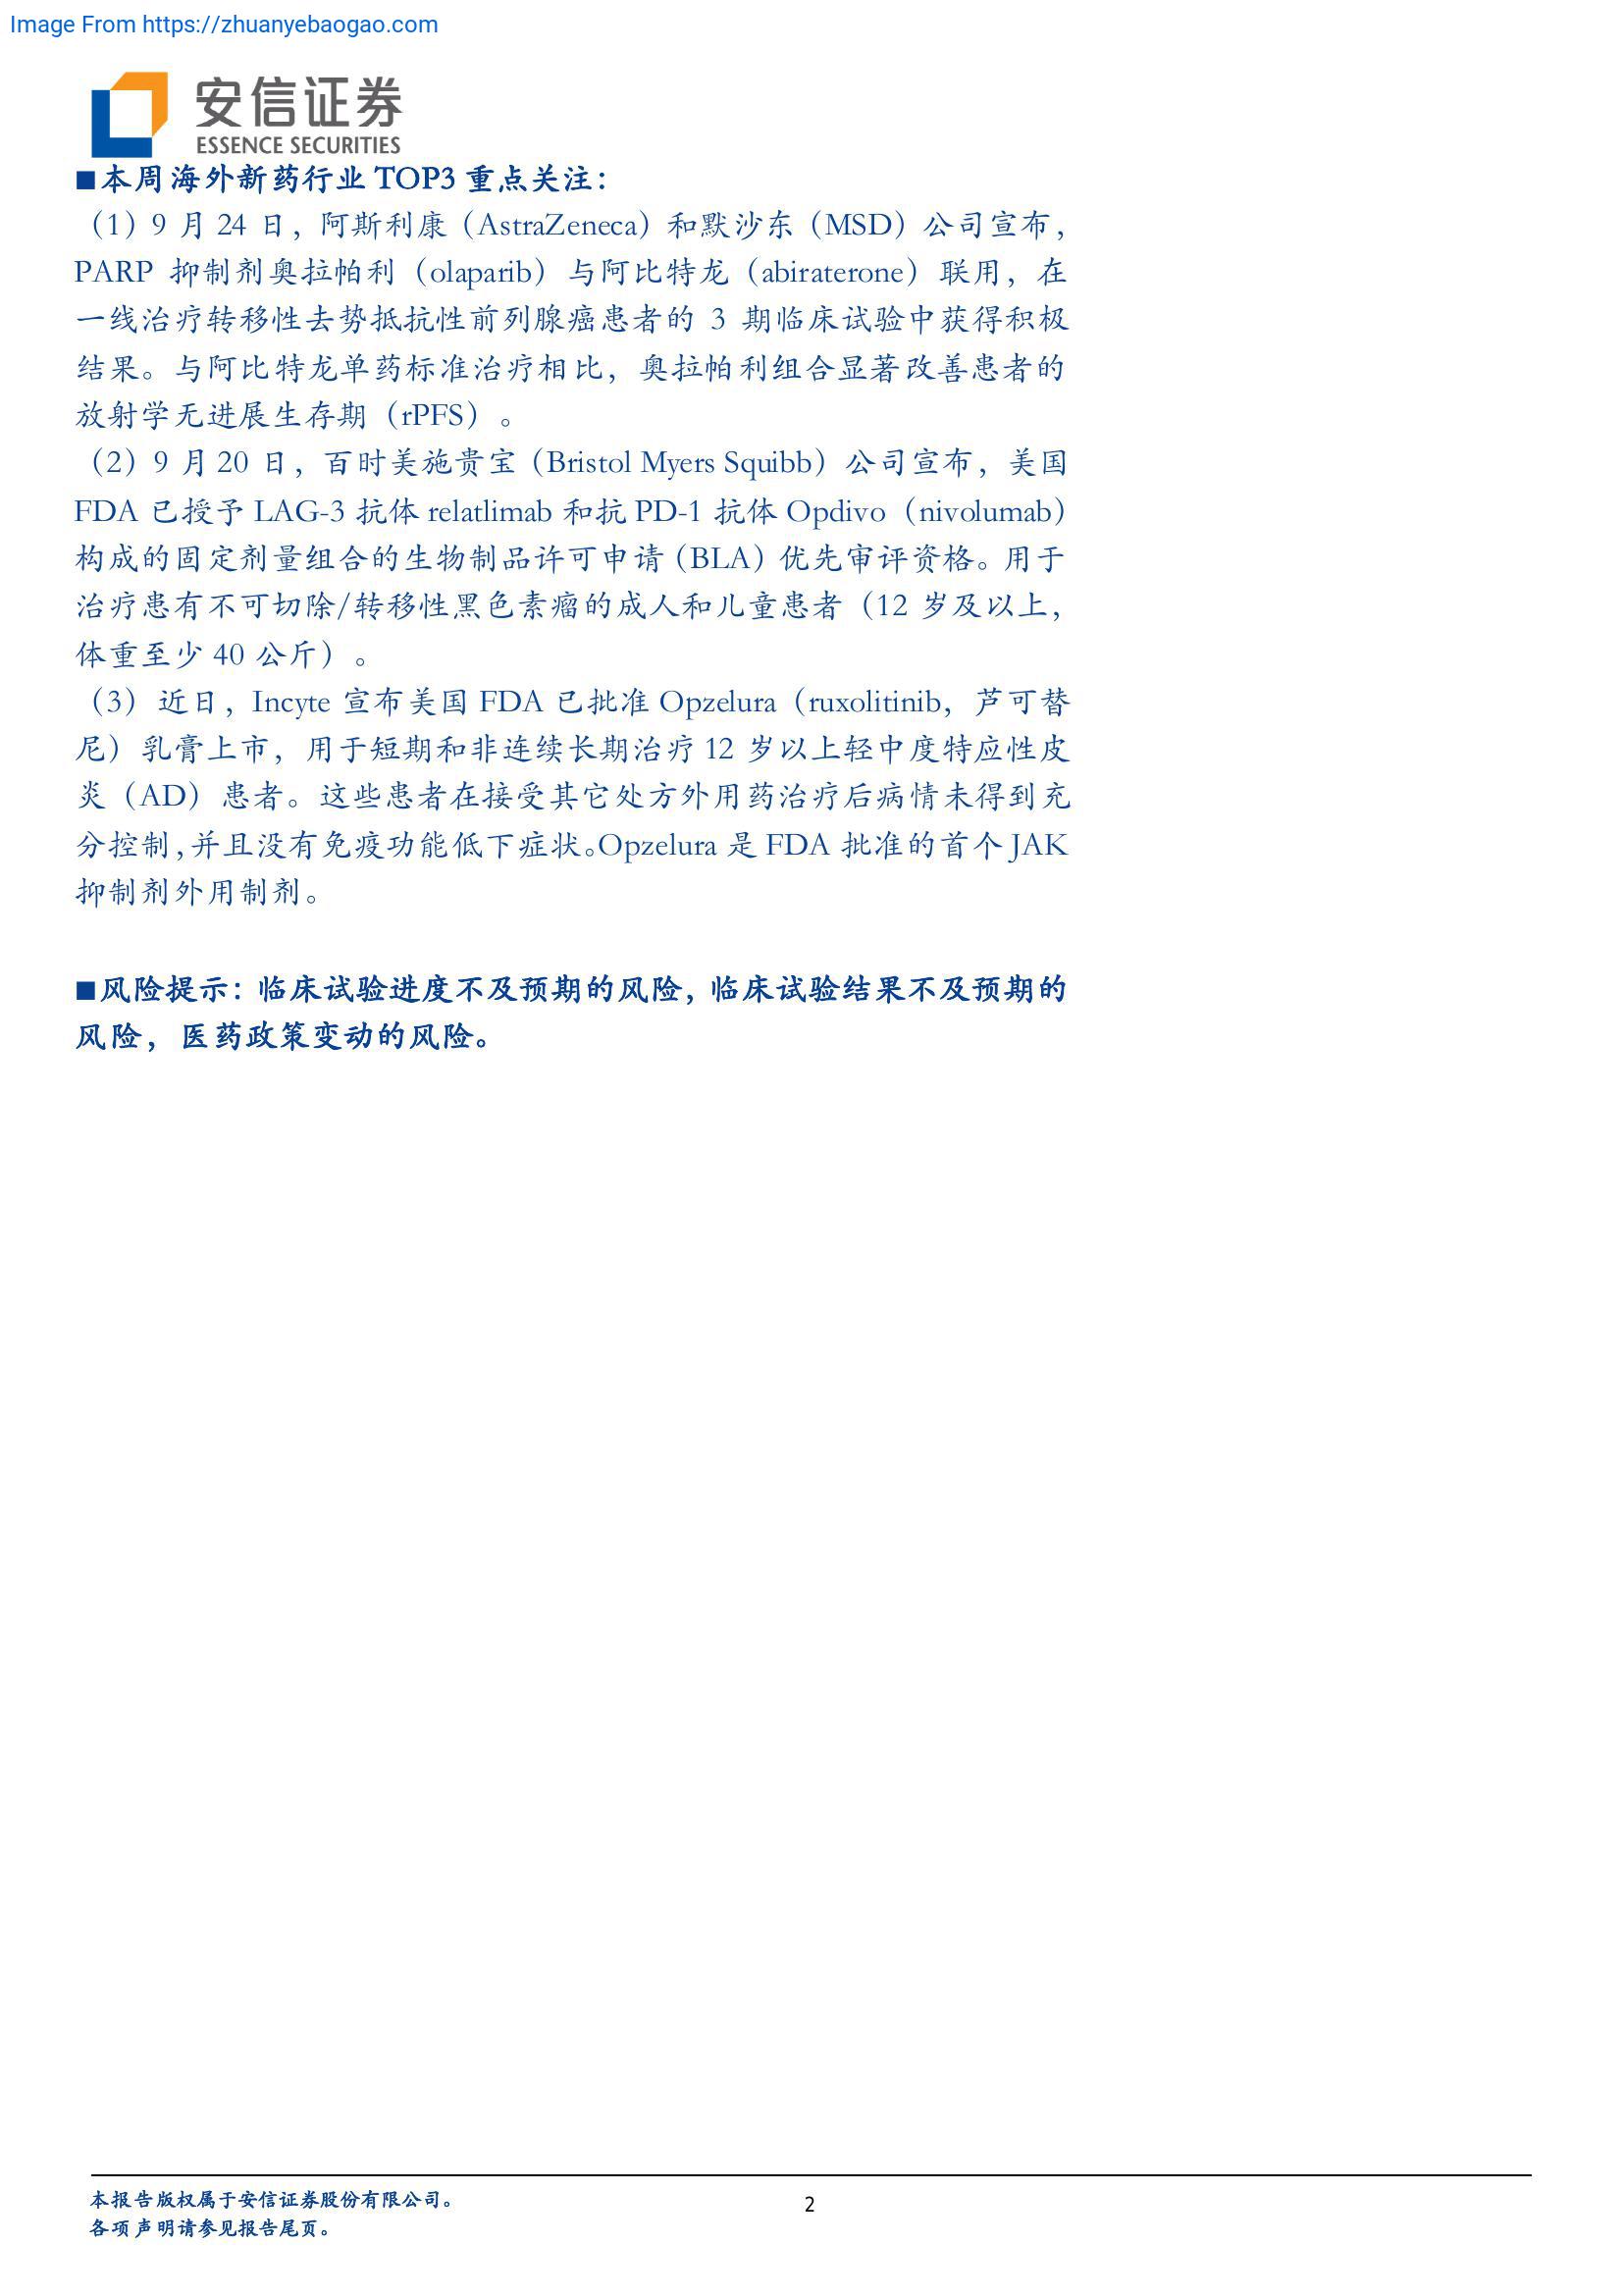 Image From https://zhuanyebaogao.com
安信证券
ESSENCE SECURITIES
■本周海外新药行业 TOP3 重点关注：
（1）9 月 24 日，阿斯利康（AstraZeneca）和默沙东（MSD）公司宣布，
PARP 抑制剂奥拉帕利（olaparib）与阿比特龙（abiraterone）联用，在
一线治疗转移性去势抵抗性前列腺癌患者的 3 期临床试验中获得积极
结果。与阿比特龙单药标准治疗相比，奥拉帕利组合显著改善患者的
放射学无进展生存期（rPFS）。
（2）9 月 20 日，百时美施贵宝（Bristol Myers Squibb）公司宣布，美国
FDA 已授予 LAG-3 抗体 relatlimab 和抗 PD-1 抗体 Opdivo（nivolumab）
构成的固定剂量组合的生物制品许可申请（BLA）优先审评资格。用于
治疗患有不可切除/转移性黑色素瘤的成人和儿童患者（12 岁及以上，
体重至少 40 公斤）。
（3）近日，Incyte 宣布美国 FDA 已批准 Opzelura（ruxolitinib，芦可替
尼）乳膏上市，用于短期和非连续长期治疗 12 岁以上轻中度特应性皮
炎（AD）患者。这些患者在接受其它处方外用药治疗后病情未得到充
分控制，并且没有免疫功能低下症状。Opzelura 是 FDA 批准的首个 JAK
抑制剂外用制剂。
■风险提示：临床试验进度不及预期的风险，临床试验结果不及预期的
风险，医药政策变动的风险。
本报告版权属于安信证券股份有限公司。
2
各项声明请参见报告尾页。